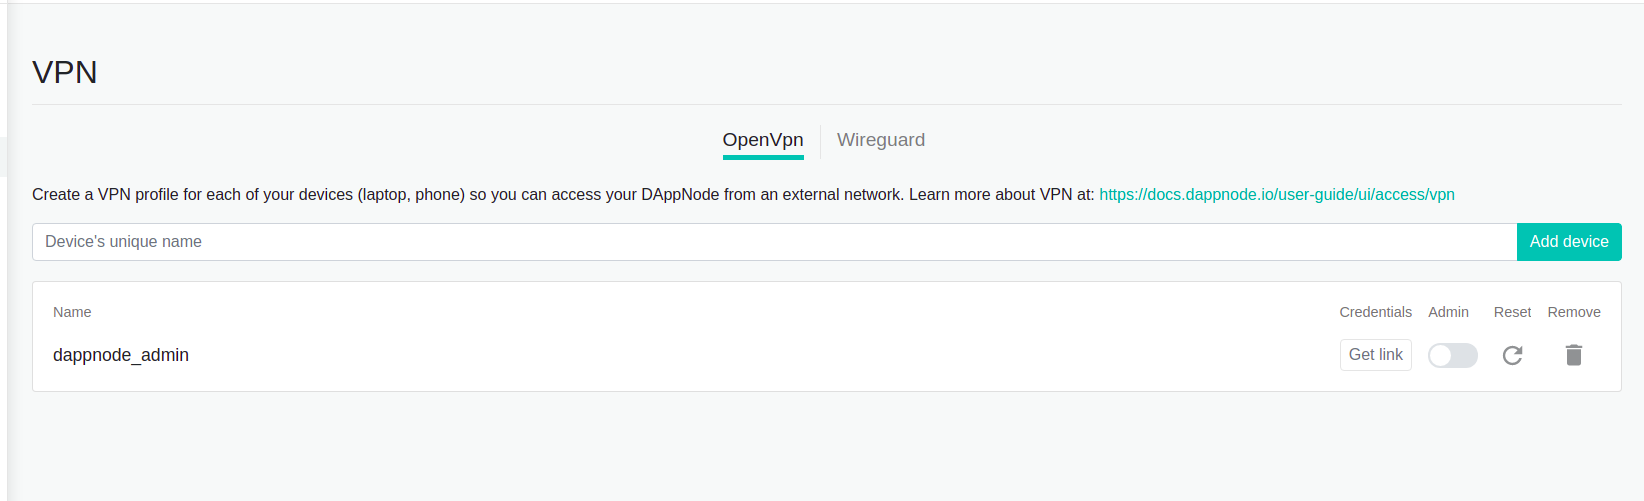 VPN
OpenVpn Wireguard
Create a VPN profile for each of your devices (laptop, phone) so you can access your DAppNode from an external network. Learn more about VPN at: https://docs.dappnode.io/user-guide/ui/access/vpn
Device's unique name Add device
Name Credentials Admin Reset Remove
dappnode_admin Get link